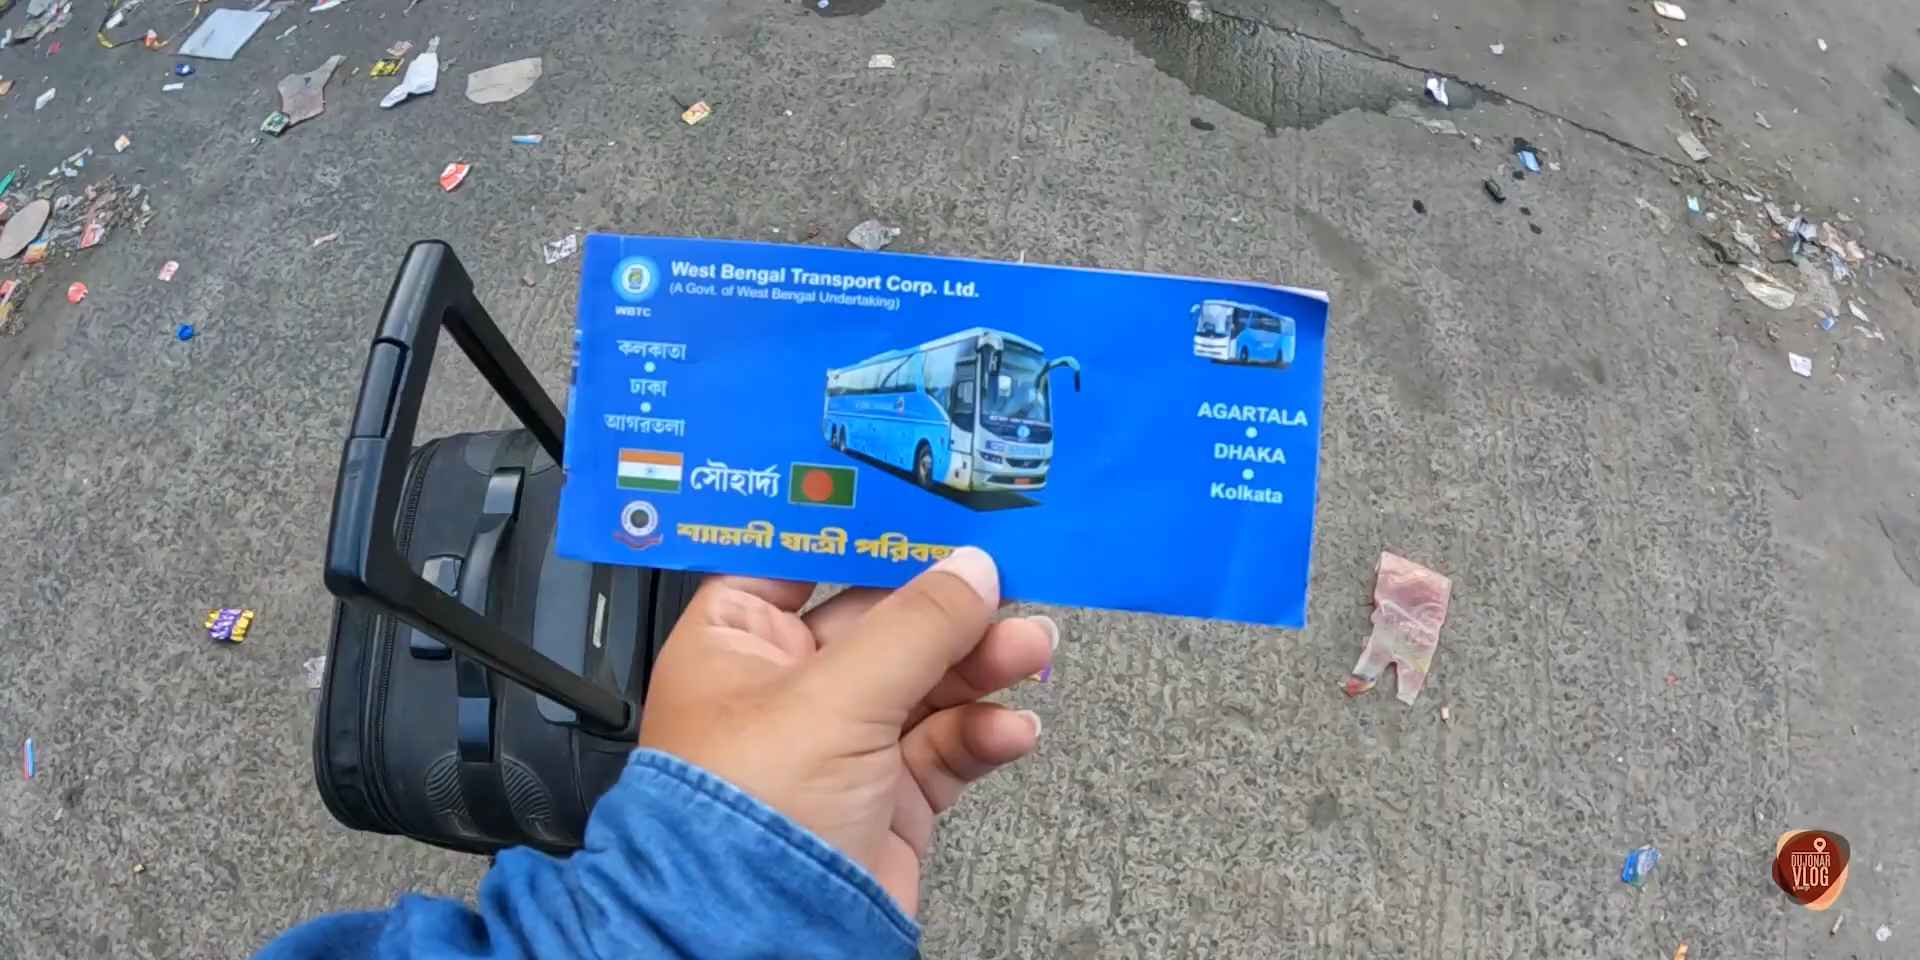 West Bengal Transport Corp. Ltd.
(A Govt. of West Bengal Undertaking)
WBTC
কলকাতা
ঢাকা
আগরতলা
সৌহার্দ্য
শ্যামলী যাত্রী
AGARTALA
DHAKA
Kolkata
DUJONAR
VLOG